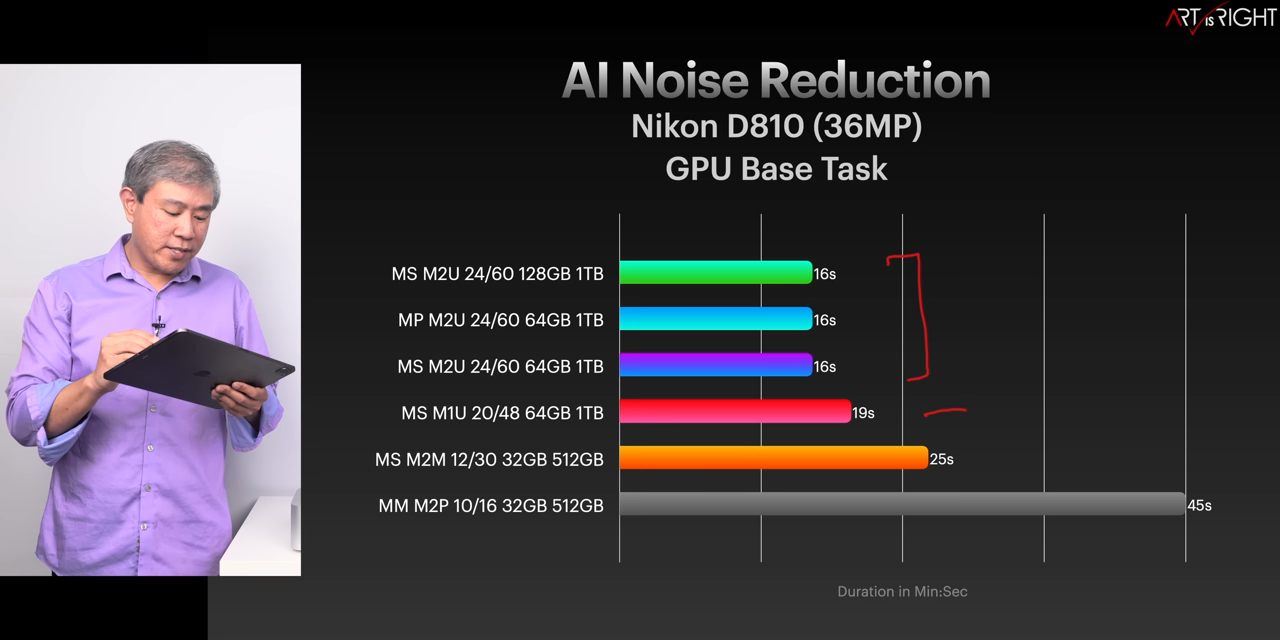 ART IS RIGHT
AI Noise Reduction
Nikon D810 (36MP)
GPU Base Task
MS M2U 24/60 128GB 1TB 16s
MP M2U 24/60 64GB 1TB 16s
MS M2U 24/60 64GB 1TB 16s
MS M1U 20/48 64GB 1TB 19s
MS M2M 12/30 32GB 512GB 25s
MM M2P 10/16 32GB 512GB 45s
Duration in Min:Sec